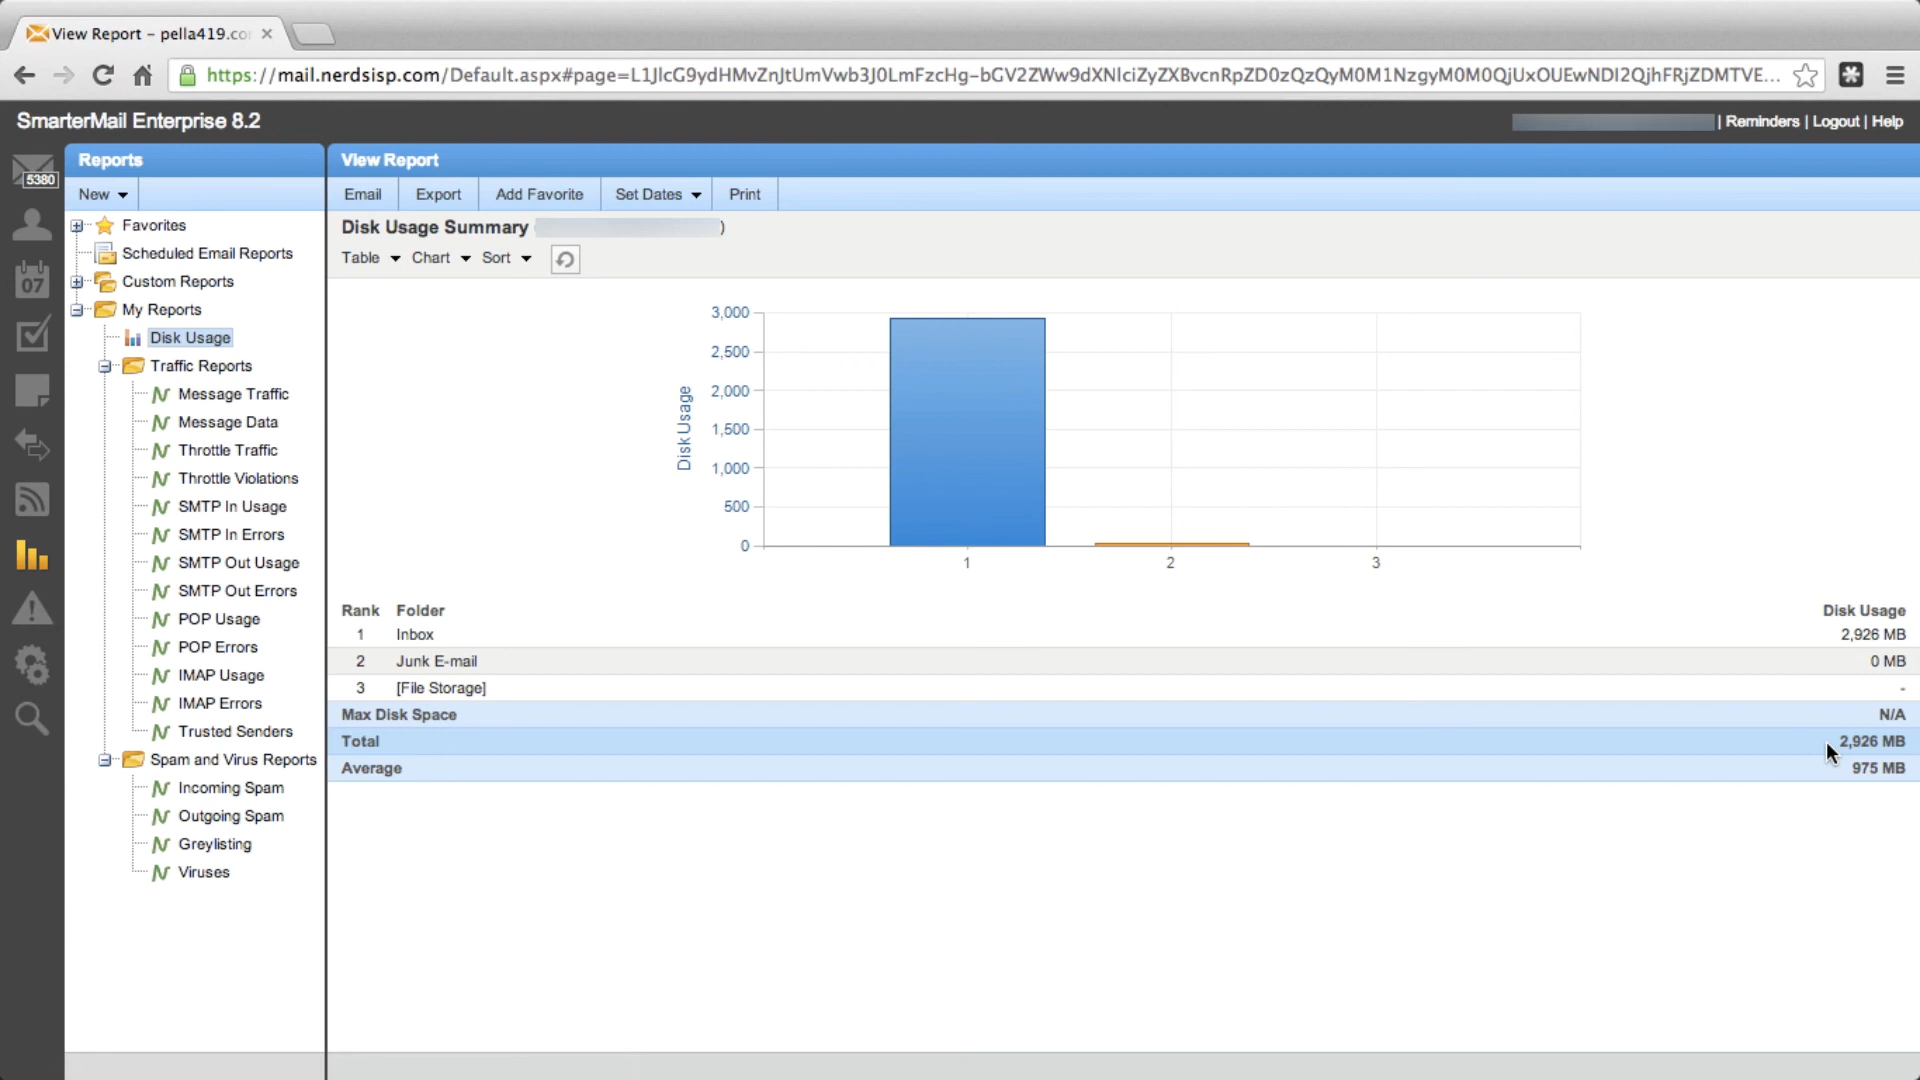 View Report – pella419.co
https://mail.nerdsisp.com/Default.aspx#page=L1JlcG9ydHMvZnJtUmVwb3J0LmFzcHg-bGV2ZWw9dXNlciZyZXBvcnRpZD0zQzQyM0M1NzgyM0M0QjUxOUEwNDI2QjhFRjZDMTVE...
SmarterMail Enterprise 8.2
| Reminders | Logout | Help
5380
07
Reports
New
Favorites
Scheduled Email Reports
Custom Reports
My Reports
Disk Usage
Traffic Reports
Message Traffic
Message Data
Throttle Traffic
Throttle Violations
SMTP In Usage
SMTP In Errors
SMTP Out Usage
SMTP Out Errors
POP Usage
POP Errors
IMAP Usage
IMAP Errors
Trusted Senders
Spam and Virus Reports
Incoming Spam
Outgoing Spam
Greylisting
Viruses
View Report
Email Export Add Favorite Set Dates Print
Disk Usage Summary )
Table Chart Sort
Disk Usage
3,000
2,500
2,000
1,500
1,000
500
0
1 2 3
Rank Folder Disk Usage
1 Inbox 2,926 MB
2 Junk E-mail 0 MB
3 [File Storage] -
Max Disk Space N/A
Total 2,926 MB
Average 975 MB